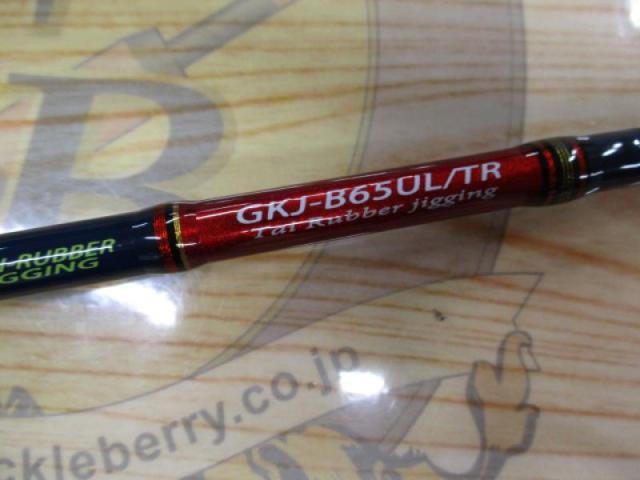 GKJ-B65UL/TR
Tai Rubber jigging
I RUBBER
GGING
R
ckleberry.co.jp